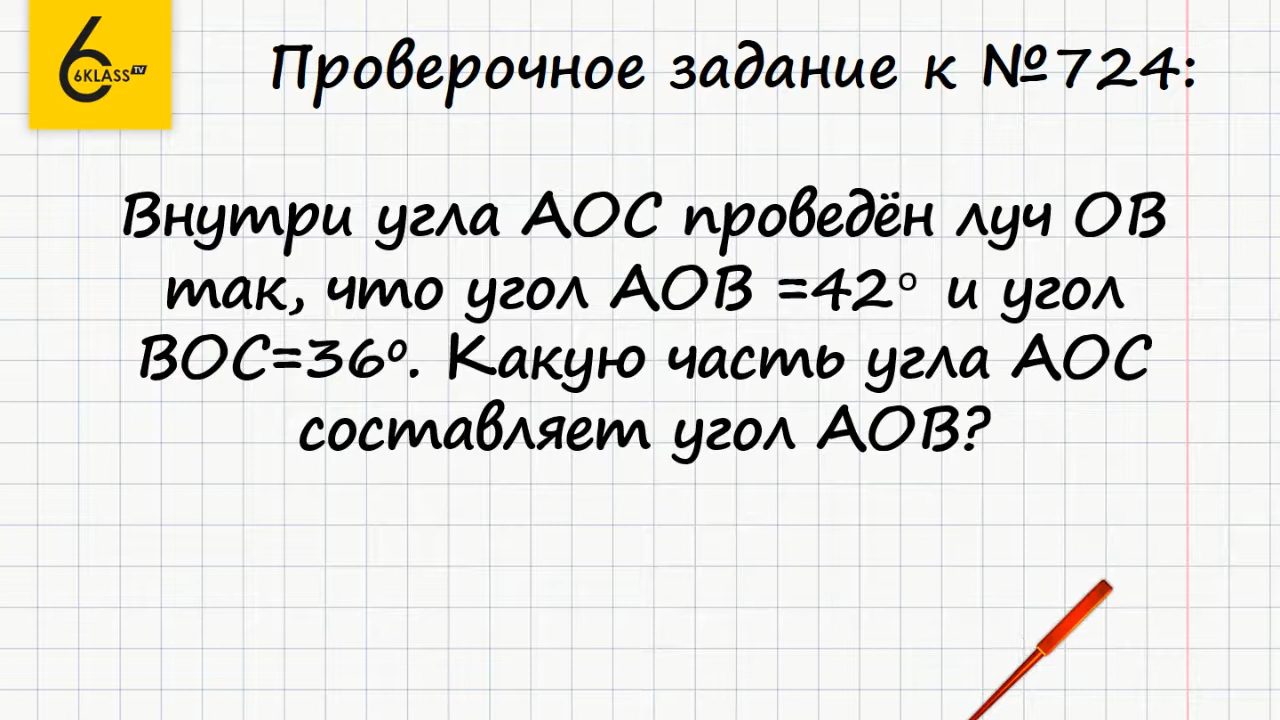 6KLASS TV
Проверочное задание к №724:
Внутри угла АОС проведён луч ОВ
так, что угол АОВ =42° и угол
ВОС=36°. Какую часть угла АОС
составляет угол АОВ?